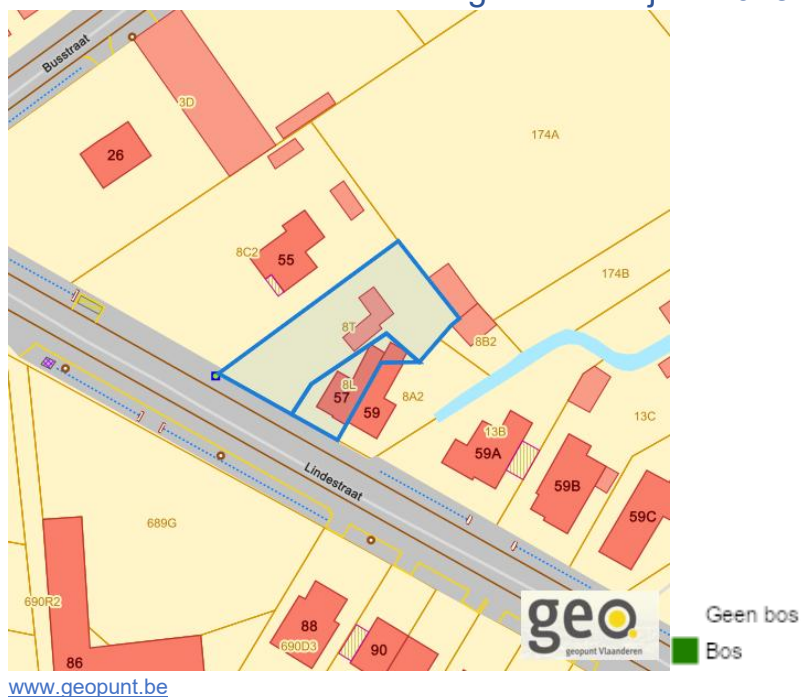 Busstraat
3D
26
174A
8C2
55
174B
8T
8B2
8L
57
59
8A2
13C
13B
59A
59B
59C
Lindestraat
689G
690R2
88
690D3
90
86
geo
geopunt Vlaanderen
Geen bos
Bos
www.geopunt.be